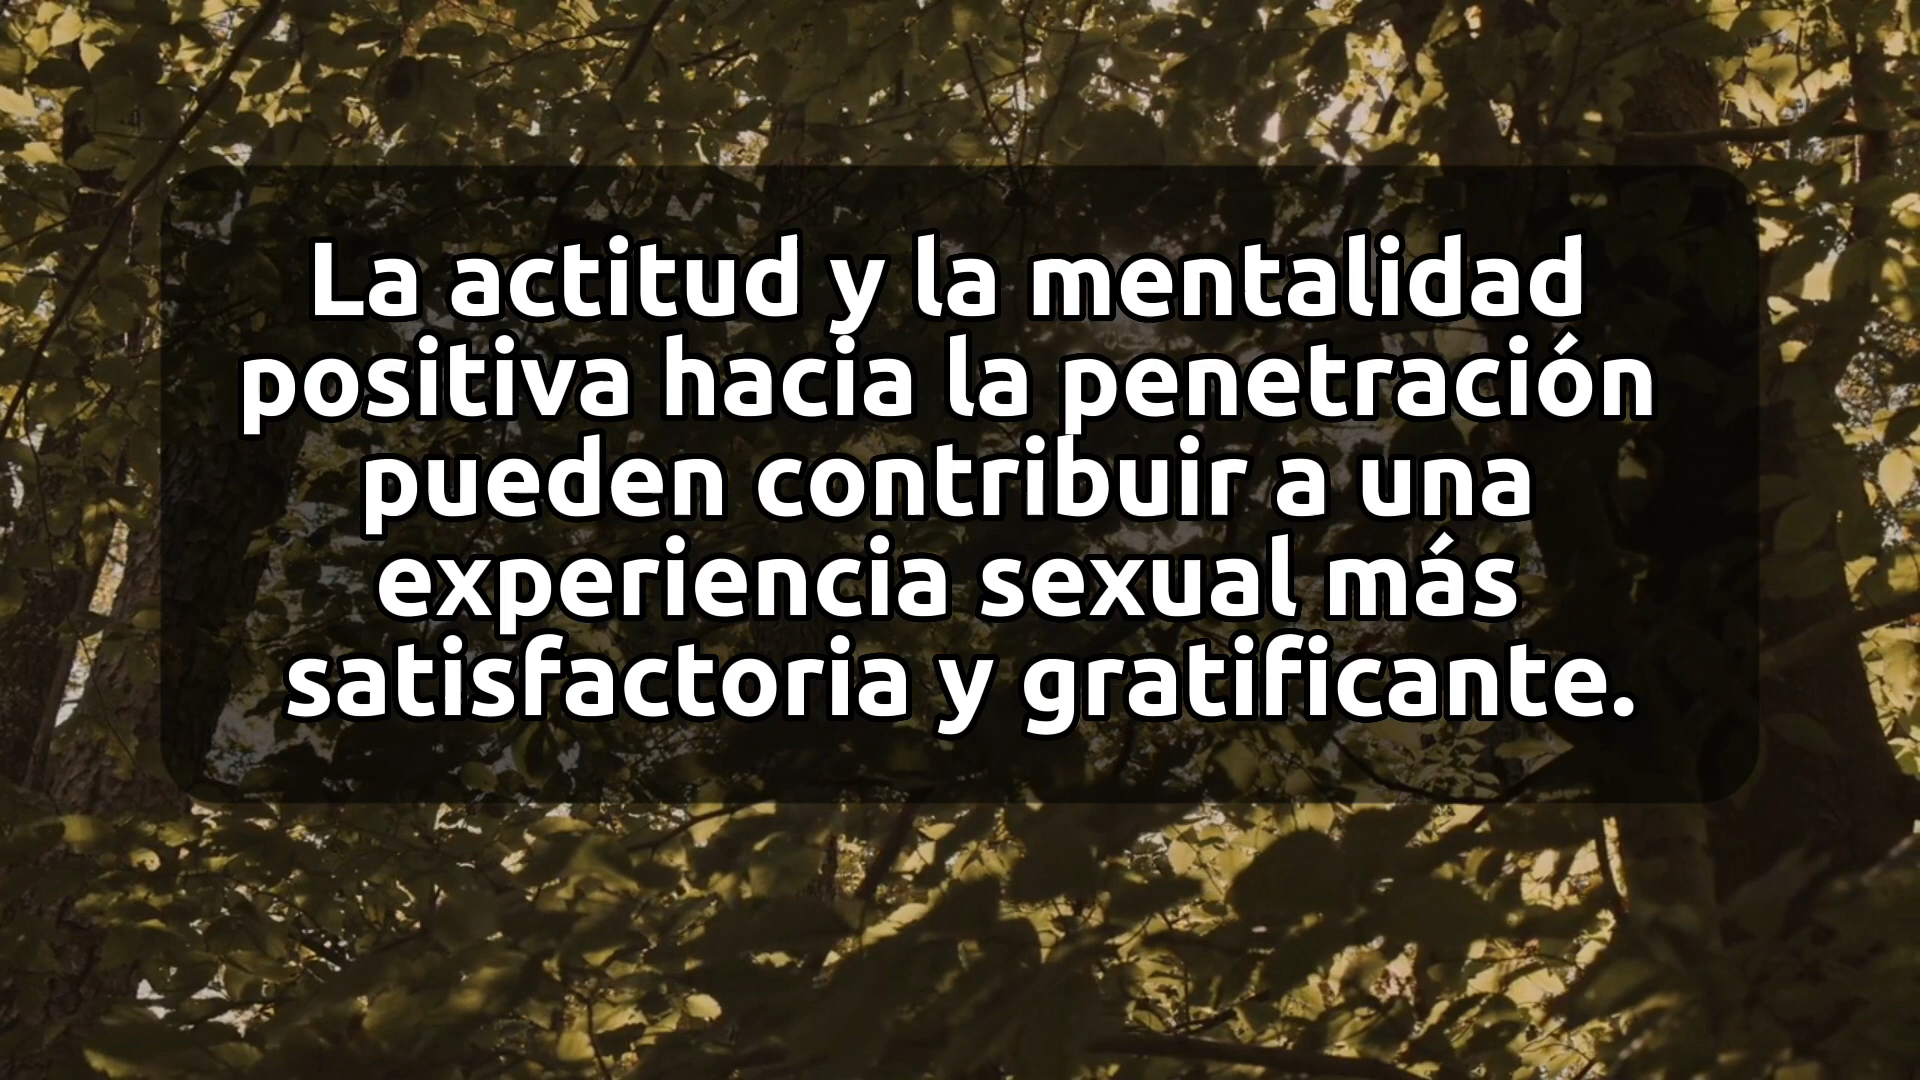 La actitud y la mentalidad
positiva hacia la penetración
pueden contribuir a una
experiencia sexual más
satisfactoria y gratificante.